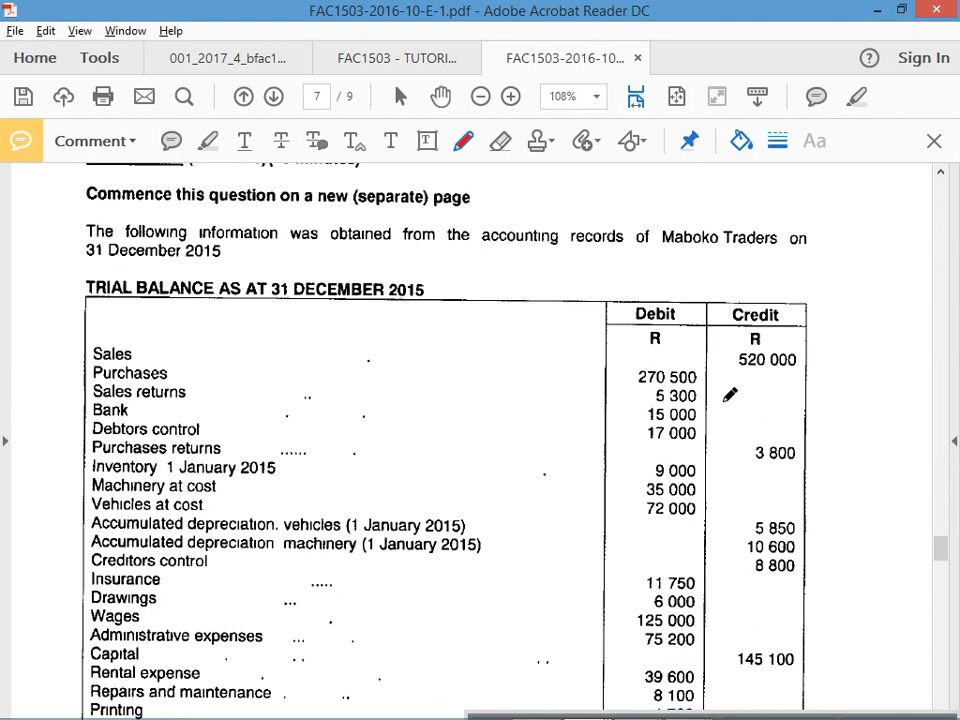 FAC1503-2016-10-E-1.pdf - Adobe Acrobat Reader DC
File Edit View Window Help
Home Tools 001_2017_4_bfac1... FAC1503 - TUTORI... FAC1503-2016-10... × Sign In
7 / 9 108%
Comment
Commence this question on a new (separate) page
The following information was obtained from the accounting records of Maboko Traders on
31 December 2015
TRIAL BALANCE AS AT 31 DECEMBER 2015
Debit Credit
R R
Sales 520 000
Purchases 270 500
Sales returns 5 300
Bank 15 000
Debtors control 17 000
Purchases returns 3 800
Inventory 1 January 2015 9 000
Machinery at cost 35 000
Vehicles at cost 72 000
Accumulated depreciation. vehicles (1 January 2015) 5 850
Accumulated depreciation machinery (1 January 2015) 10 600
Creditors control 8 800
Insurance 11 750
Drawings 6 000
Wages 125 000
Administrative expenses 75 200
Capital 145 100
Rental expense 39 600
Repairs and maintenance 8 100
Printing